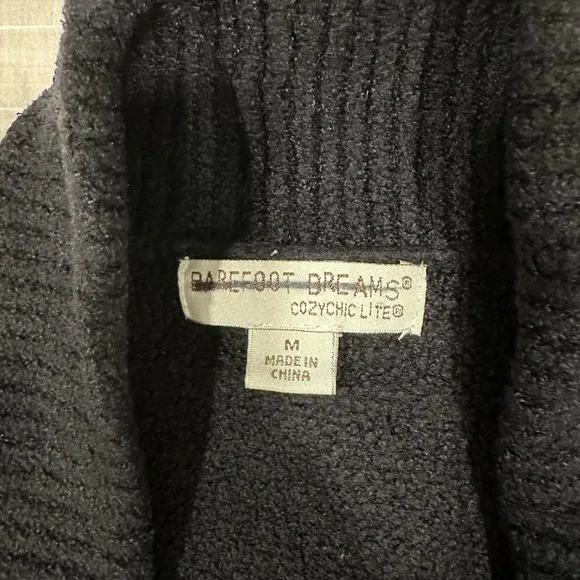 BAREFOOT DREAMS®
COZYCHIC LITE®
M
MADE IN
CHINA